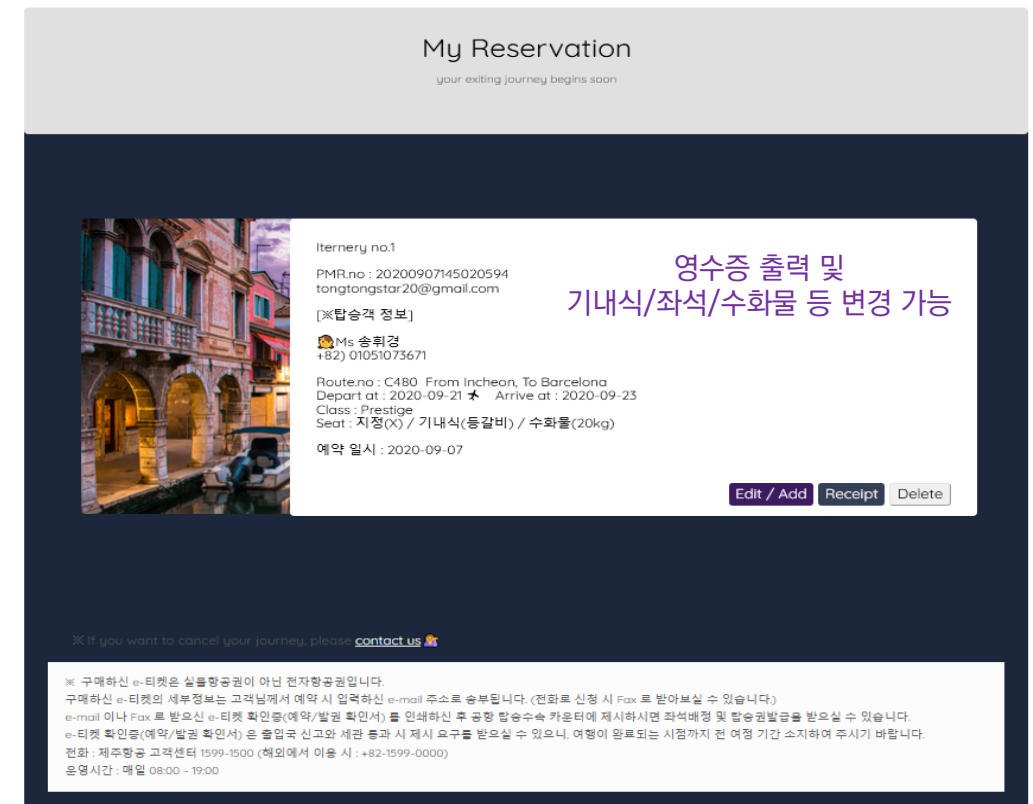 My Reservation
your exiting journey begins soon
Iternery no.1
PMR.no : 20200907145020594
tongtongstar20@gmail.com
[※탑승객 정보]
Ms 송휘경
+82) 01051073671
Route.no : C480 From Incheon, To Barcelona
Depart at : 2020-09-21 Arrive at : 2020-09-23
Class : Prestige
Seat : 지정(X) / 기내식(등갈비) / 수화물(20kg)
예약 일시 : 2020-09-07
영수증 출력 및
기내식/좌석/수화물 등 변경 가능
Edit / Add Receipt Delete
※ If you want to cancel your journey, please contact us
※ 구매하신 e-티켓은 실물항공권이 아닌 전자항공권입니다.
구매하신 e-티켓의 세부정보는 고객님께서 예약 시 입력하신 e-mail 주소로 송부됩니다. (전화로 신청 시 Fax 로 받아보실 수 있습니다.)
e-mail 이나 Fax 로 받으신 e-티켓 확인증(예약/발권 확인서) 를 인쇄하신 후 공항 탑승수속 카운터에 제시하시면 좌석배정 및 탑승권발급을 받으실 수 있습니다.
e-티켓 확인증(예약/발권 확인서) 은 출입국 신고와 세관 통과 시 제시 요구를 받으실 수 있으니, 여행이 완료되는 시점까지 전 여정 기간 소지하여 주시기 바랍니다.
전화 : 제주항공 고객센터 1599-1500 (해외에서 이용 시 : +82-1599-0000)
운영시간 : 매일 08:00 ~ 19:00